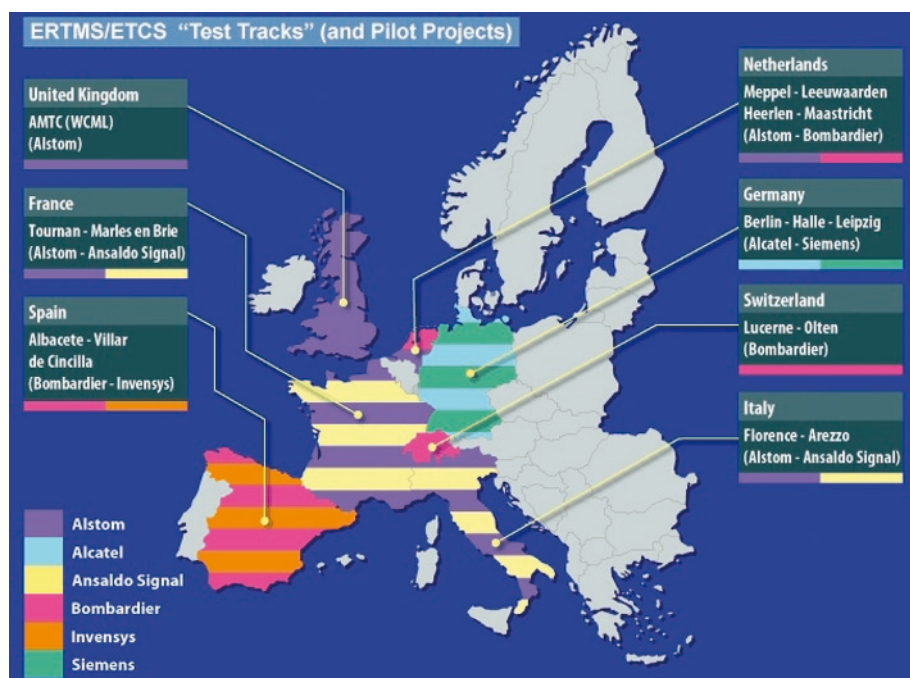 ERTMS/ETCS “Test Tracks” (and Pilot Projects)
United Kingdom
AMTC (WCML)
(Alstom)
France
Tournan - Marles en Brie
(Alstom - Ansaldo Signal)
Spain
Albacete - Villar
de Cincilla
(Bombardier - Invensys)
Netherlands
Meppel - Leeuwaarden
Heerlen - Maastricht
(Alstom - Bombardier)
Germany
Berlin - Halle - Leipzig
(Alcatel - Siemens)
Switzerland
Lucerne - Olten
(Bombardier)
Italy
Florence - Arezzo
(Alstom - Ansaldo Signal)
Alstom
Alcatel
Ansaldo Signal
Bombardier
Invensys
Siemens